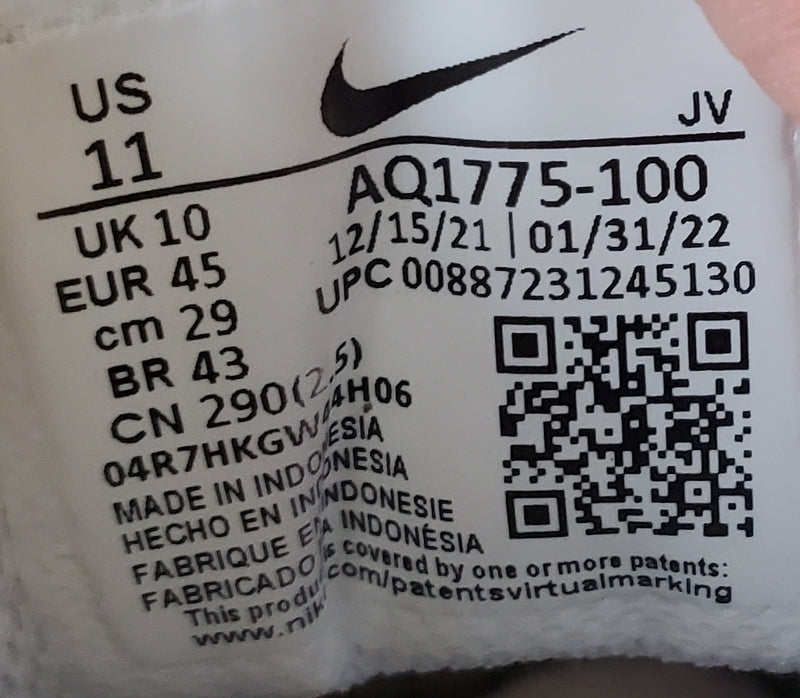 US
11
JV
AQ1775-100
12/15/21 | 01/31/22
UPC 00887231245130
UK 10
EUR 45
cm 29
BR 43
CN 290(2.5)
04R7HKGW 4H06
MADE IN INDONESIA
HECHO EN INDONESIA
FABRIQUE EN INDONESIE
FABRICADO INDONÉSIA
This produ is covered by one or more patents:
www.nik .com/patentsvirtualmarking